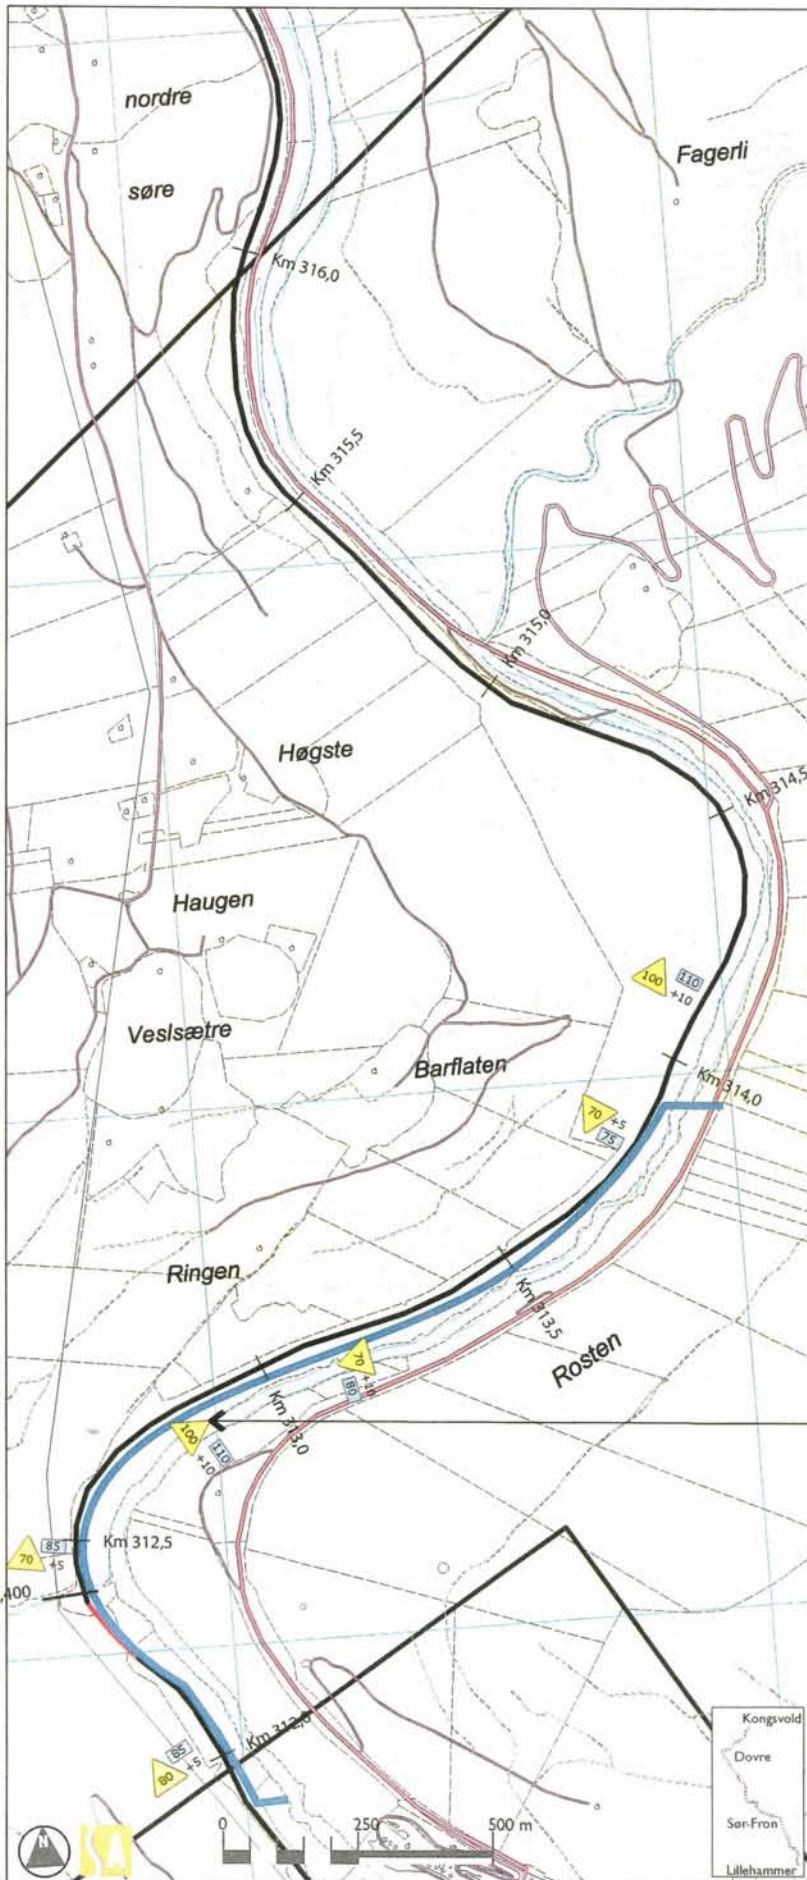 nordre
søre
Fagerli
Km 316,0
Km 315,5
Km 315,0
Høgste
Km 314,5
Haugen
100
110
+10
Veslsætre
Barflaten
Km 314,0
70
+5
75
Ringen
Km 313,5
Rosten
70
+10
80
Km 313,0
100
110
+10
85
70
+5
Km 312,5
,400
Km 312,0
85
80
+5
Kongsvold
Dovre
Sør-Fron
Lillehammer
N
SA
0 250 500 m